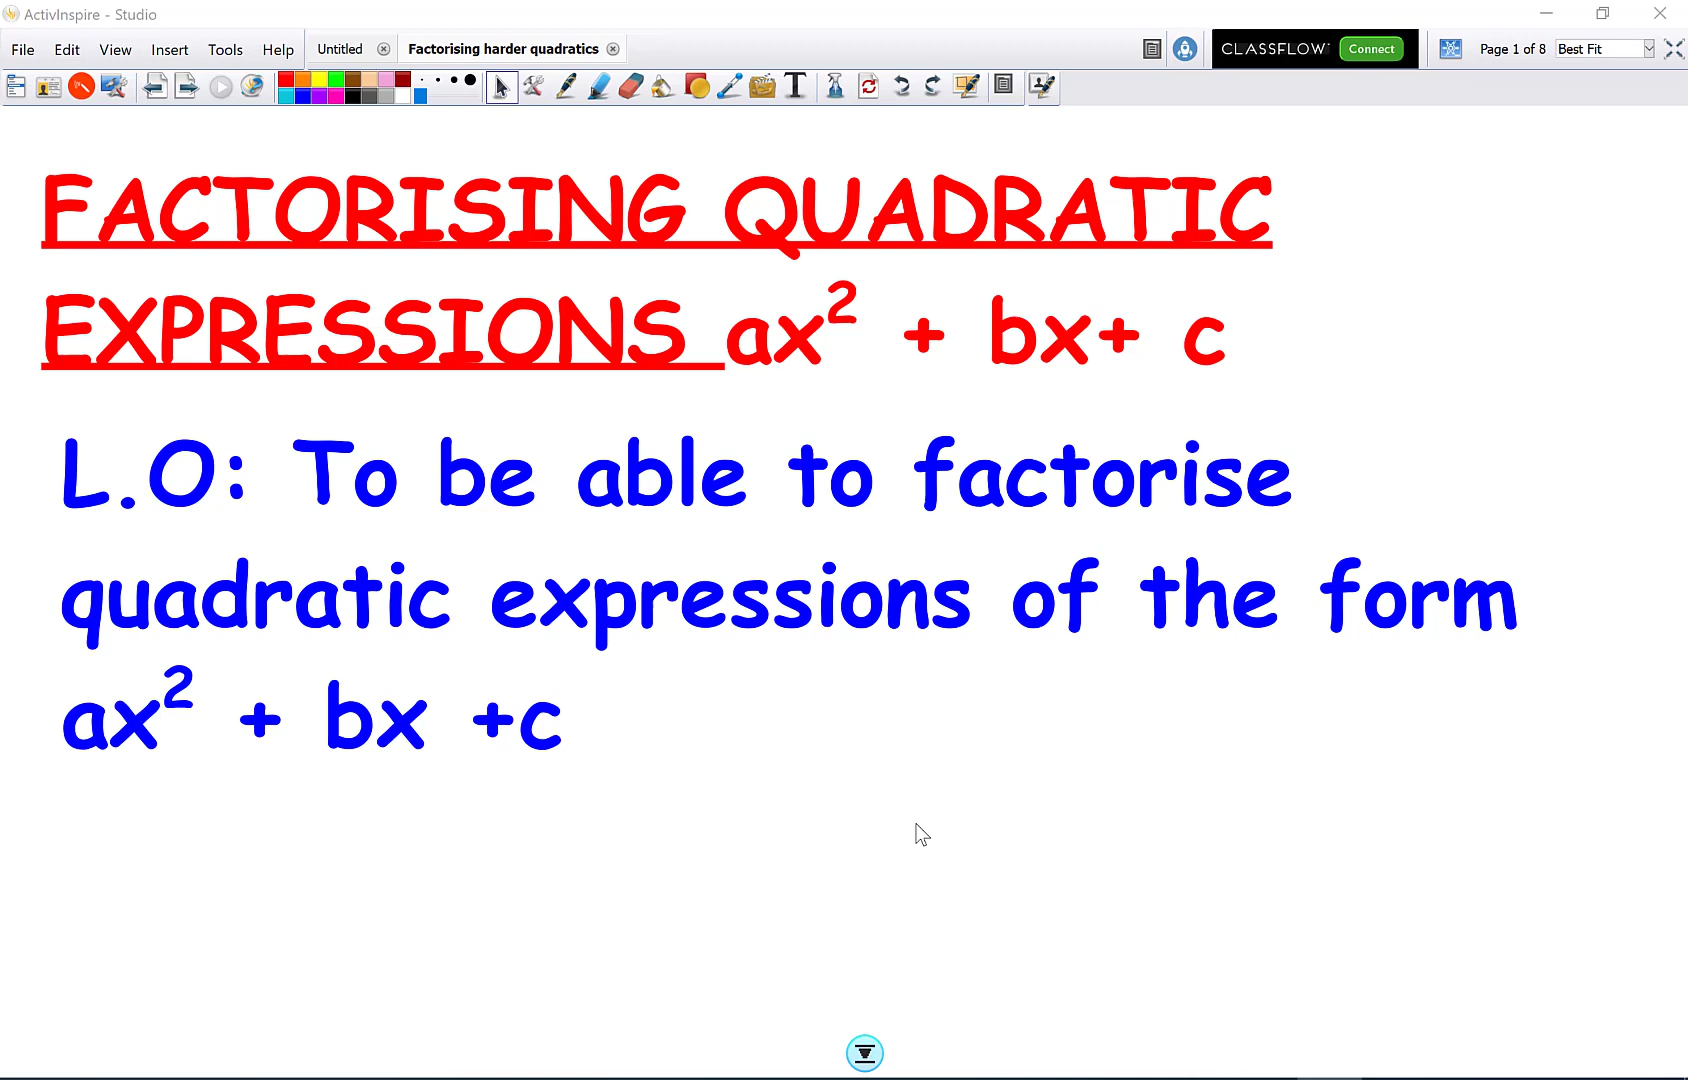 ActivInspire - Studio
File Edit View Insert Tools Help Untitled Factorising harder quadratics CLASSFLOW Connect Page 1 of 8 Best Fit
T
FACTORISING QUADRATIC
EXPRESSIONS ax² + bx+ c
L.O: To be able to factorise
quadratic expressions of the form
ax² + bx +c